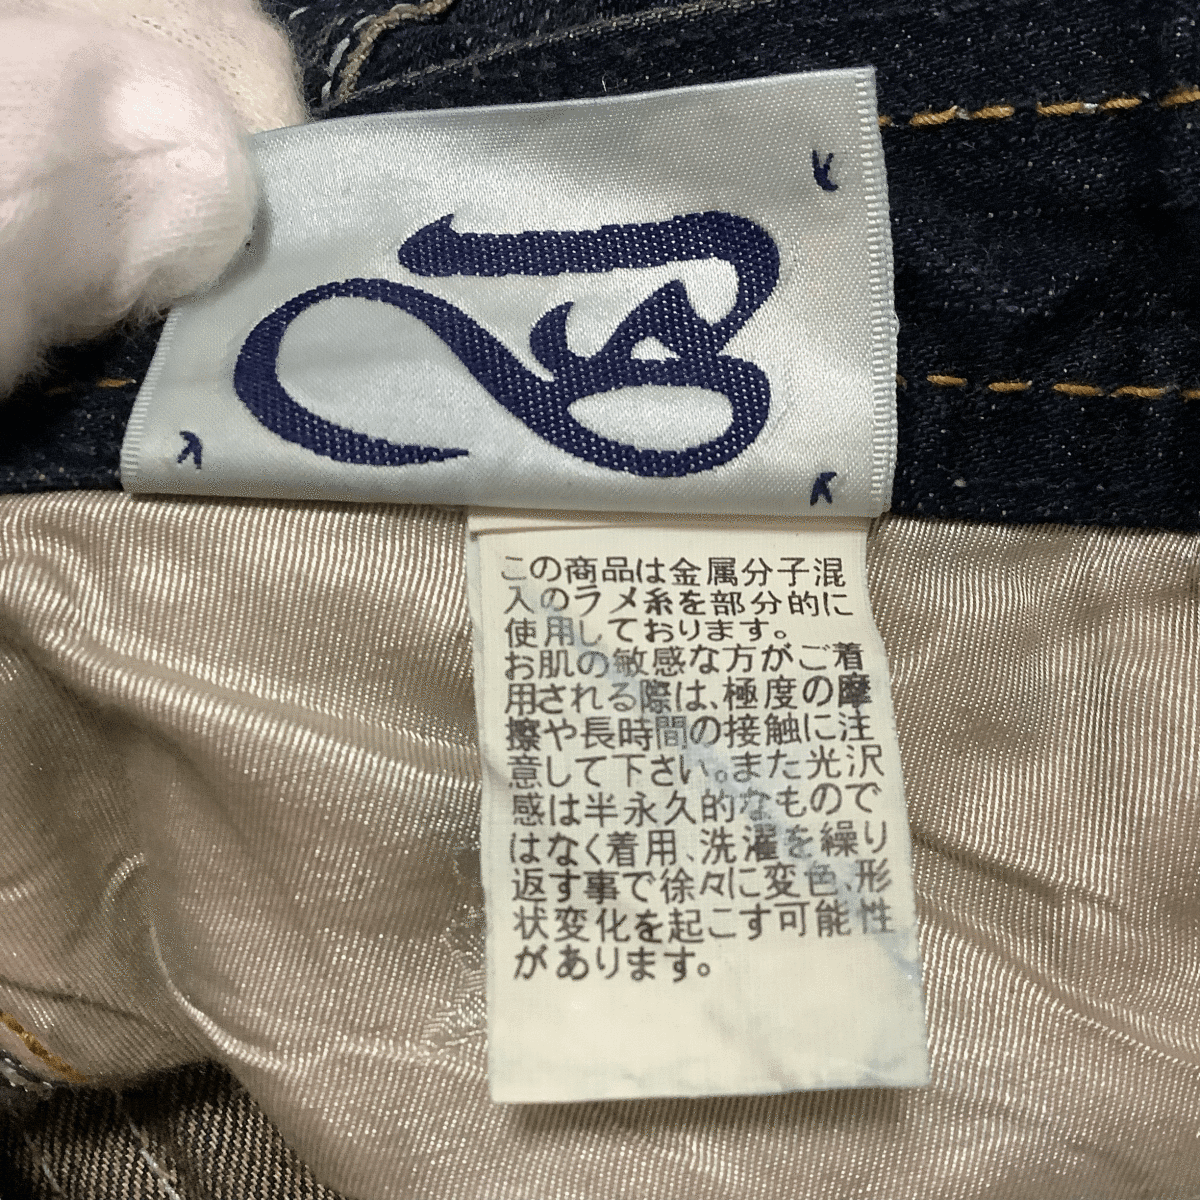 この商品は金属分子混
入のラメ糸を部分的に
使用しております。
お肌の敏感な方がご着
用される際は、極度の摩
擦や長時間の接触に注
意して下さい。また光沢
感は半永久的なもので
はなく着用、洗濯を繰り
返す事で徐々に変色、形
状変化を起こす可能性
があります。